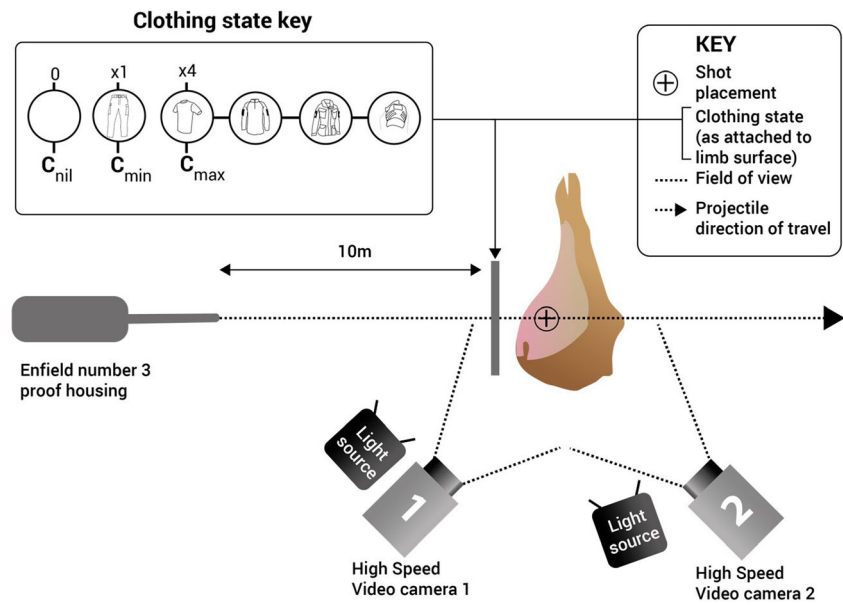 Clothing state key
0
x1
x4
C nil
C min
C max
KEY
Shot
placement
Clothing state
(as attached to
limb surface)
Field of view
Projectile
direction of travel
10m
Enfield number 3
proof housing
Light
source
1
High Speed
Video camera 1
Light
source
2
High Speed
Video camera 2